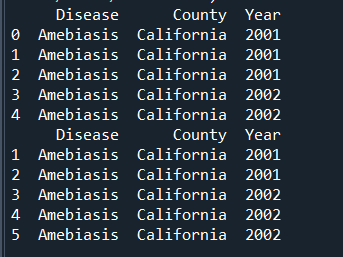 Disease County Year
0 Amebiasis California 2001
1 Amebiasis California 2001
2 Amebiasis California 2001
3 Amebiasis California 2002
4 Amebiasis California 2002
Disease County Year
1 Amebiasis California 2001
2 Amebiasis California 2001
3 Amebiasis California 2002
4 Amebiasis California 2002
5 Amebiasis California 2002